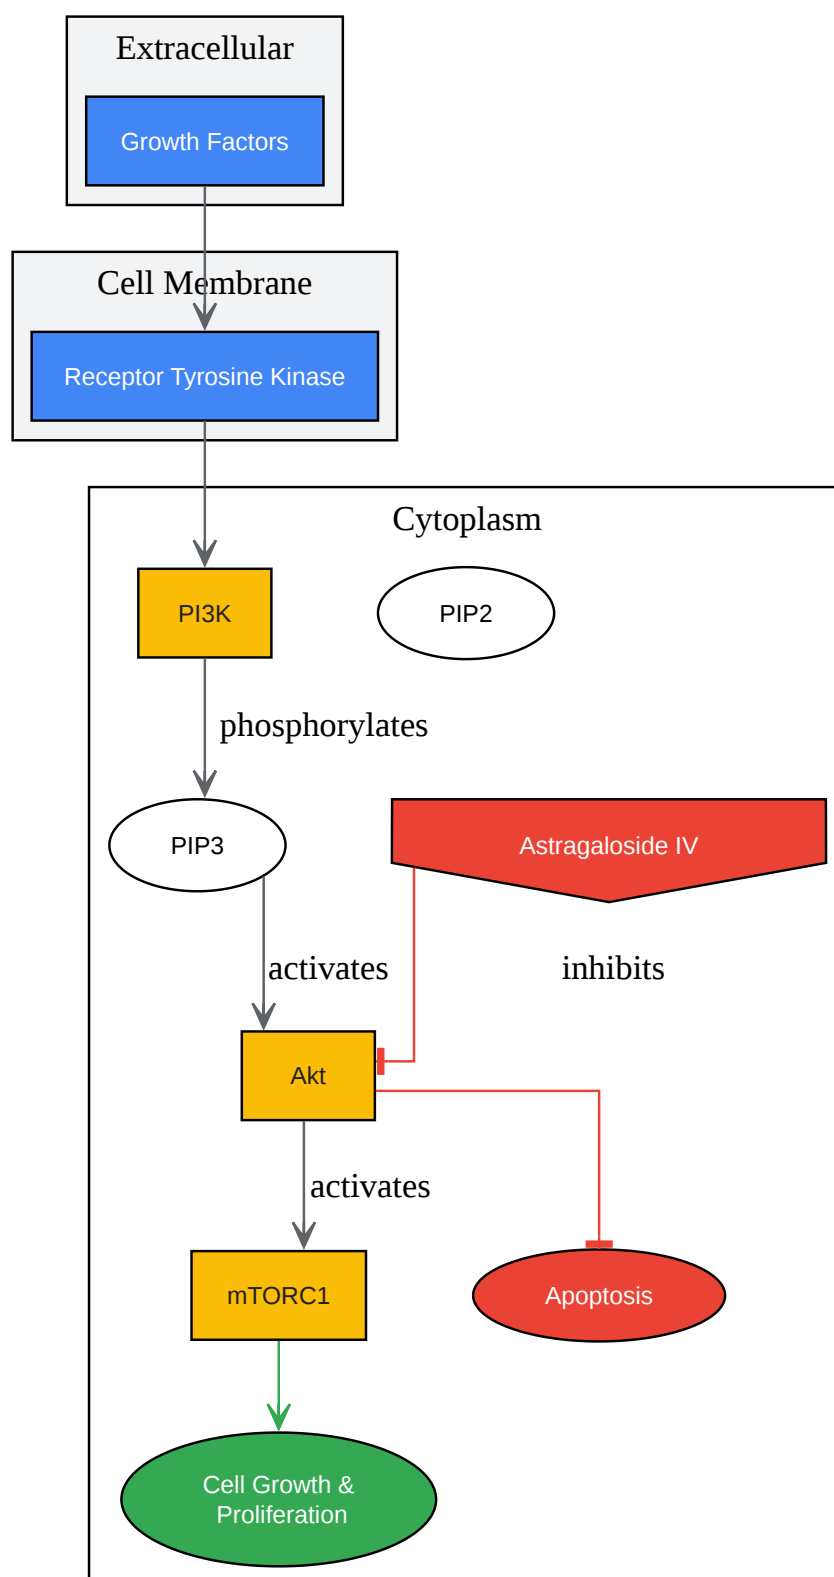 Extracellular
Growth Factors
Cell Membrane
Receptor Tyrosine Kinase
Cytoplasm
PI3K
PIP2
phosphorylates
PIP3
Astragaloside IV
activates
inhibits
Akt
activates
mTORC1
Apoptosis
Cell Growth &
Proliferation